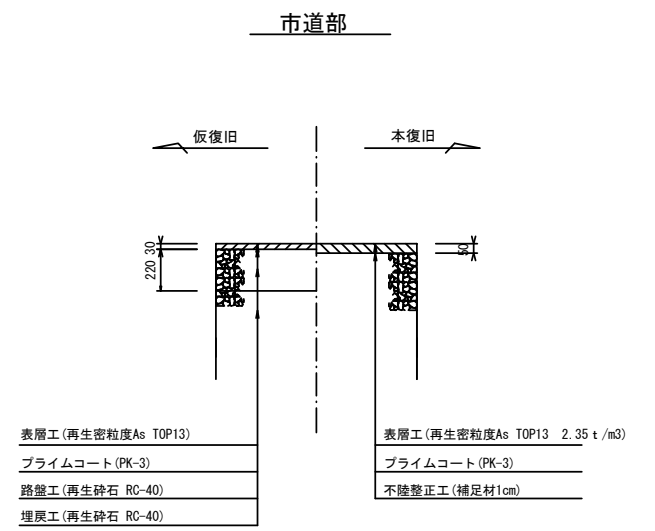 市道部
仮復旧
本復旧
30
220
50
表層工(再生密粒度As TOP13)
プライムコート(PK-3)
路盤工(再生砕石 RC-40)
埋戻工(再生砕石 RC-40)
表層工(再生密粒度As TOP13 2.35ｔ/m3)
プライムコート(PK-3)
不陸整正工(補足材1cm)